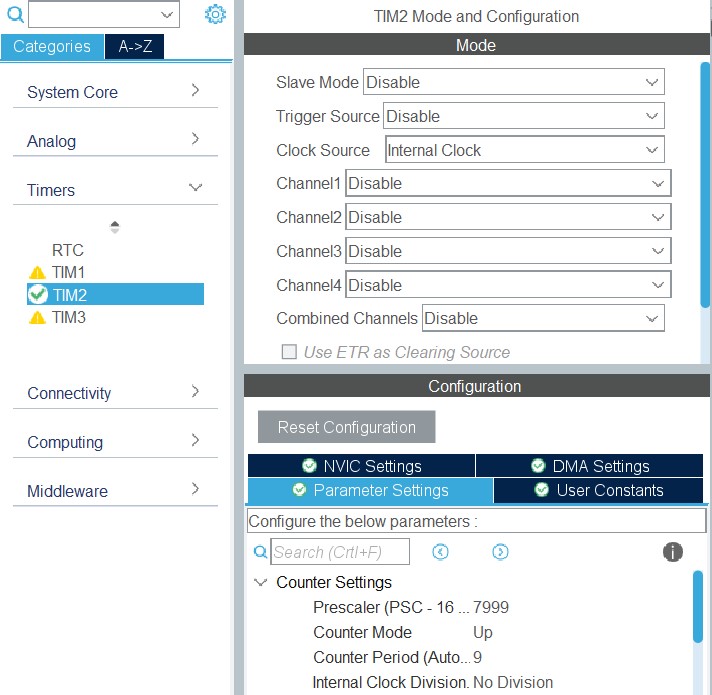 Categories
A->Z
System Core
Analog
Timers
RTC
TIM1
TIM2
TIM3
Connectivity
Computing
Middleware
TIM2 Mode and Configuration
Mode
Slave Mode Disable
Trigger Source Disable
Clock Source Internal Clock
Channel1 Disable
Channel2 Disable
Channel3 Disable
Channel4 Disable
Combined Channels Disable
Use ETR as Clearing Source
Configuration
Reset Configuration
NVIC Settings
DMA Settings
Parameter Settings
User Constants
Configure the below parameters :
Search (Crtl+F)
Counter Settings
Prescaler (PSC - 16 ... 7999
Counter Mode Up
Counter Period (Auto... 9
Internal Clock Division. No Division